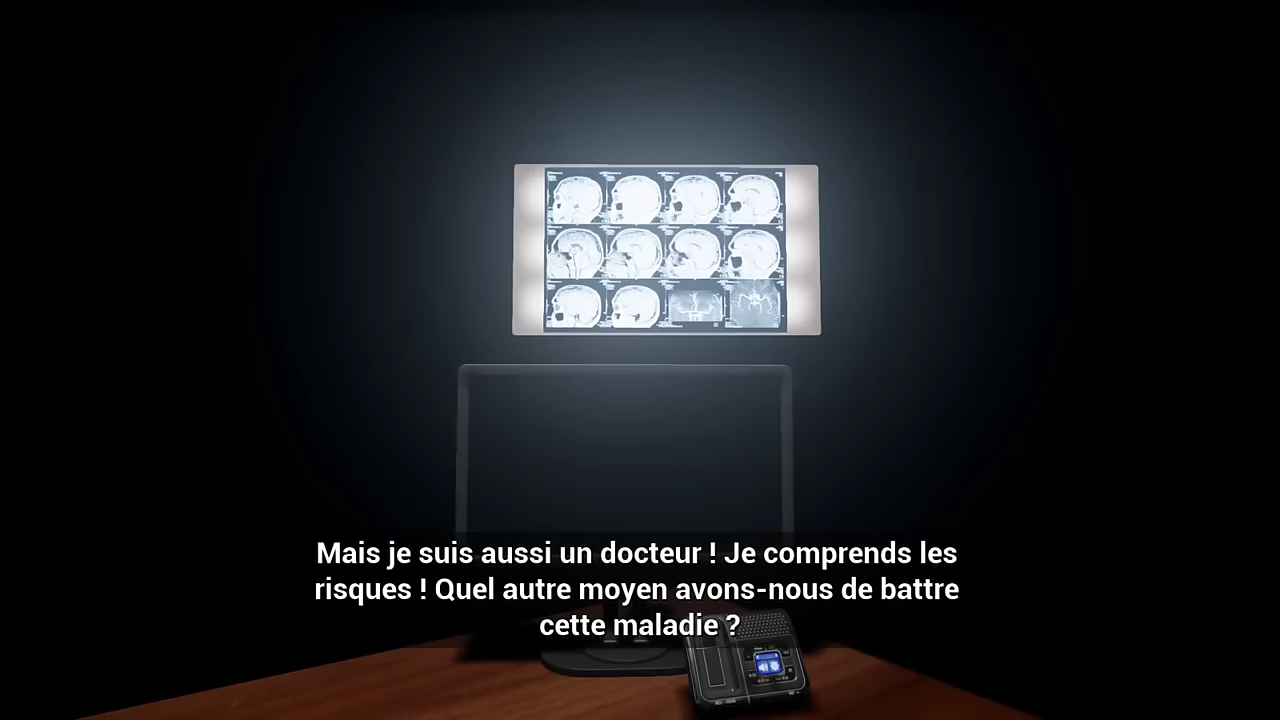 Mais je suis aussi un docteur ! Je comprends les
risques ! Quel autre moyen avons-nous de battre
cette maladie ?